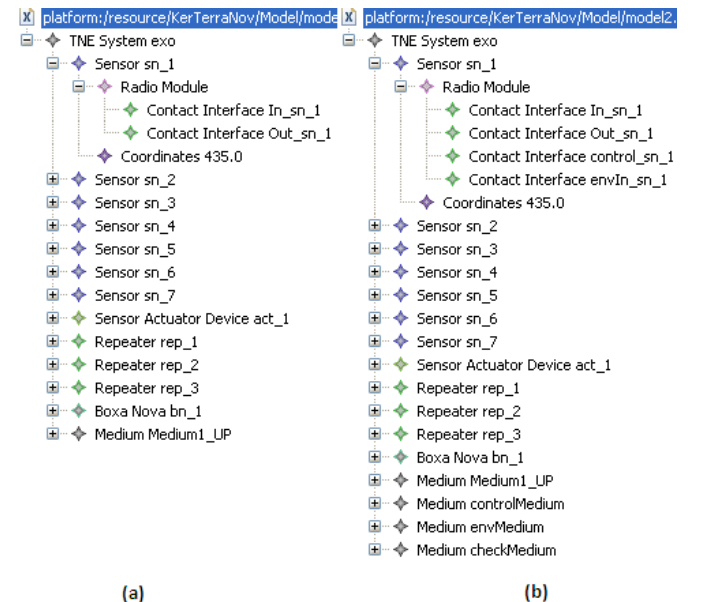 platform:/resource/KerTerraNov/Model/mode
TNE System exo
Sensor sn_1
Radio Module
Contact Interface In_sn_1
Contact Interface Out_sn_1
Coordinates 435.0
Sensor sn_2
Sensor sn_3
Sensor sn_4
Sensor sn_5
Sensor sn_6
Sensor sn_7
Sensor Actuator Device act_1
Repeater rep_1
Repeater rep_2
Repeater rep_3
Boxa Nova bn_1
Medium Medium1_UP
(a)
platform:/resource/KerTerraNov/Model/model2.
TNE System exo
Sensor sn_1
Radio Module
Contact Interface In_sn_1
Contact Interface Out_sn_1
Contact Interface control_sn_1
Contact Interface envIn_sn_1
Coordinates 435.0
Sensor sn_2
Sensor sn_3
Sensor sn_4
Sensor sn_5
Sensor sn_6
Sensor sn_7
Sensor Actuator Device act_1
Repeater rep_1
Repeater rep_2
Repeater rep_3
Boxa Nova bn_1
Medium Medium1_UP
Medium controlMedium
Medium envMedium
Medium checkMedium
(b)